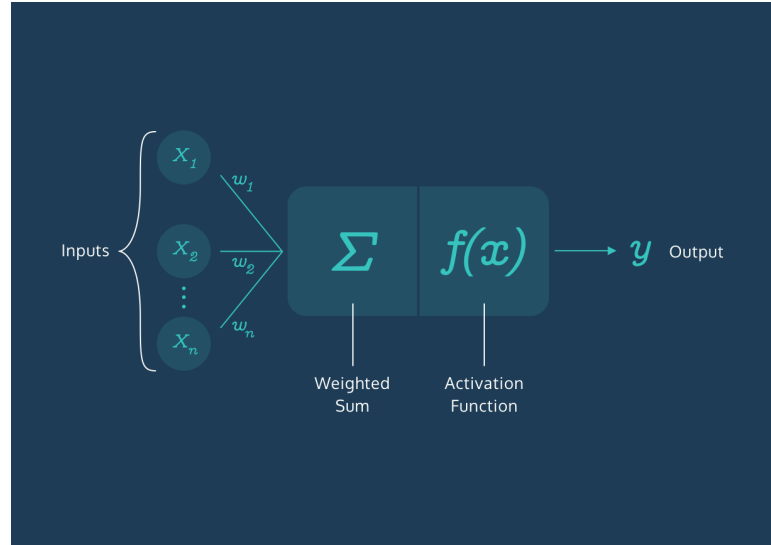 X1
w1
Inputs
X2
w2
Σ
f(x)
y
Output
Xn
wn
Weighted
Sum
Activation
Function